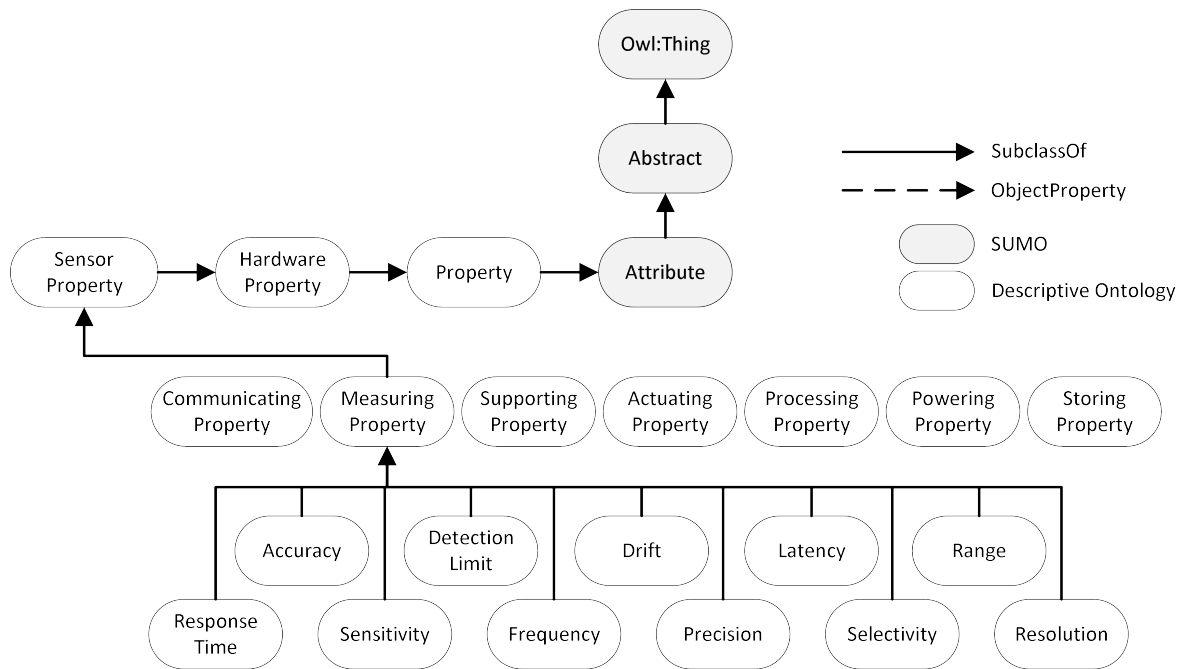 Owl:Thing
Abstract
SubclassOf
ObjectProperty
Sensor
Property
Hardware
Property
Property
Attribute
SUMO
Descriptive Ontology
Communicating
Property
Measuring
Property
Supporting
Property
Actuating
Property
Processing
Property
Powering
Property
Storing
Property
Accuracy
Detection
Limit
Drift
Latency
Range
Response
Time
Sensitivity
Frequency
Precision
Selectivity
Resolution